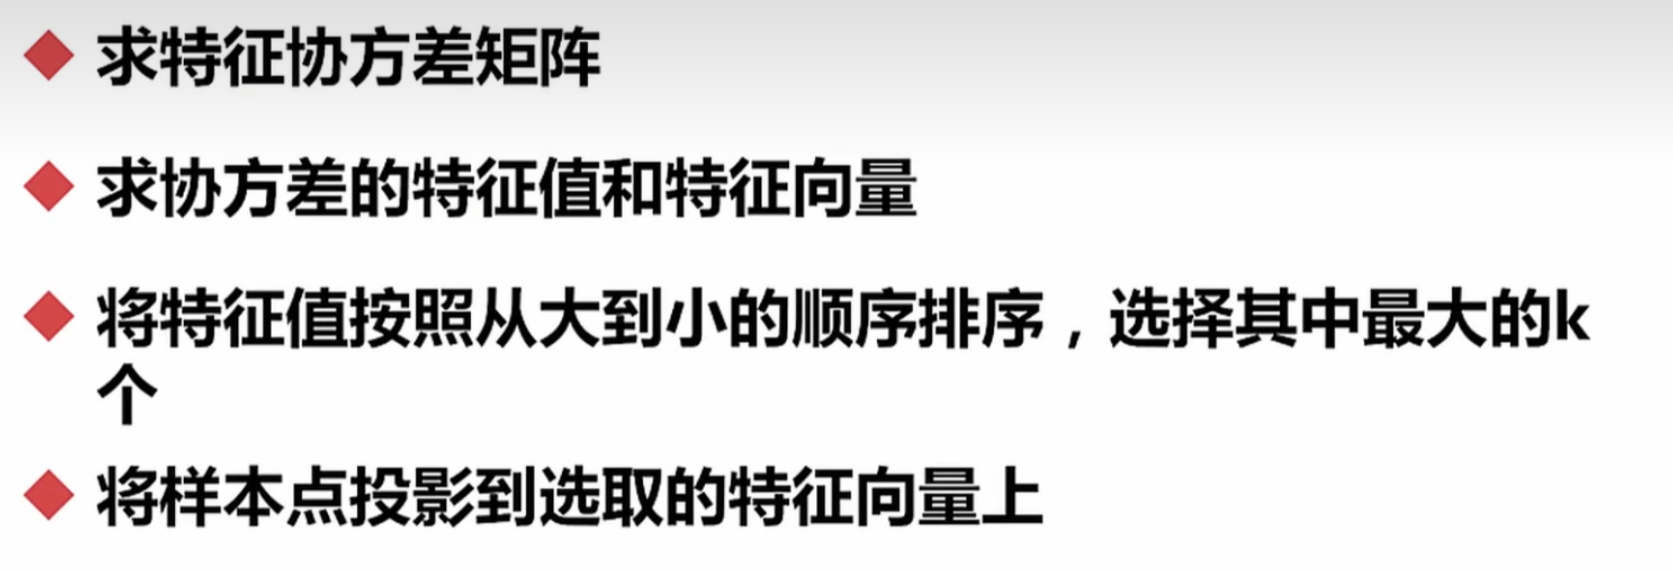 求特征协方差矩阵
求协方差的特征值和特征向量
将特征值按照从大到小的顺序排序，选择其中最大的k
个
将样本点投影到选取的特征向量上